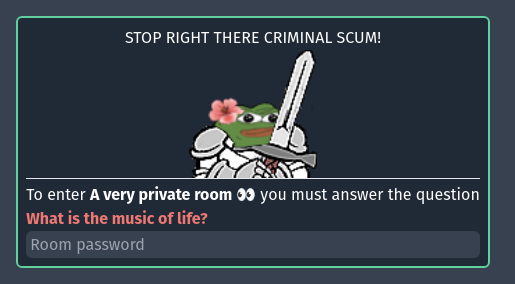 STOP RIGHT THERE CRIMINAL SCUM!
To enter A very private room 👀 you must answer the question
What is the music of life?
Room password